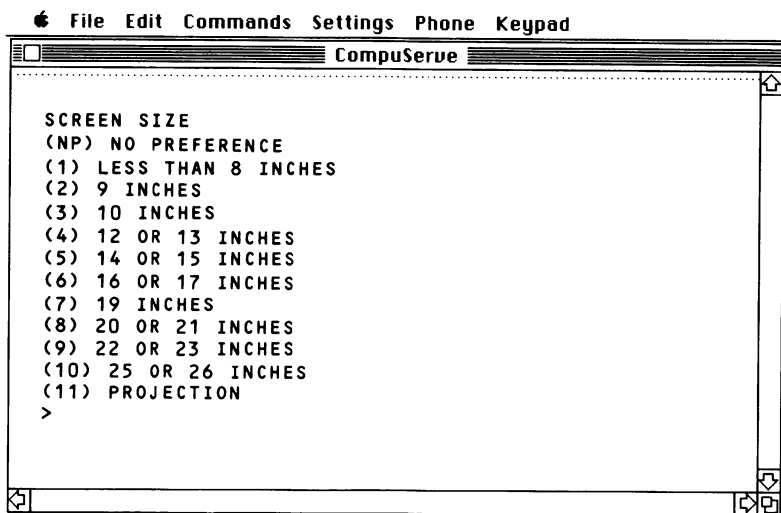 File Edit Commands Settings Phone Keypad
CompuServe
SCREEN SIZE
(NP) NO PREFERENCE
(1) LESS THAN 8 INCHES
(2) 9 INCHES
(3) 10 INCHES
(4) 12 OR 13 INCHES
(5) 14 OR 15 INCHES
(6) 16 OR 17 INCHES
(7) 19 INCHES
(8) 20 OR 21 INCHES
(9) 22 OR 23 INCHES
(10) 25 OR 26 INCHES
(11) PROJECTION
>